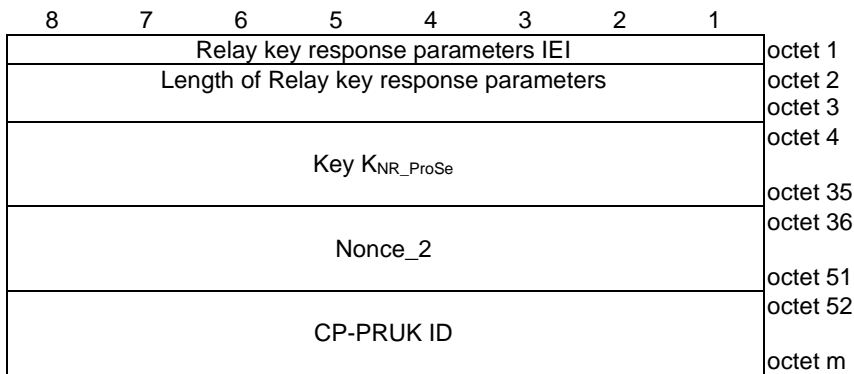 8 7 6 5 4 3 2 1
Relay key response parameters IEI octet 1
Length of Relay key response parameters octet 2
octet 3
octet 4
Key KNR_ProSe
octet 35
octet 36
Nonce_2
octet 51
octet 52
CP-PRUK ID
octet m